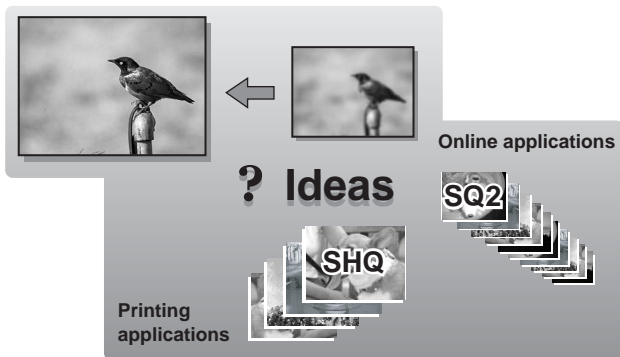 Online applications
? Ideas
SQ2
SHQ
Printing
applications